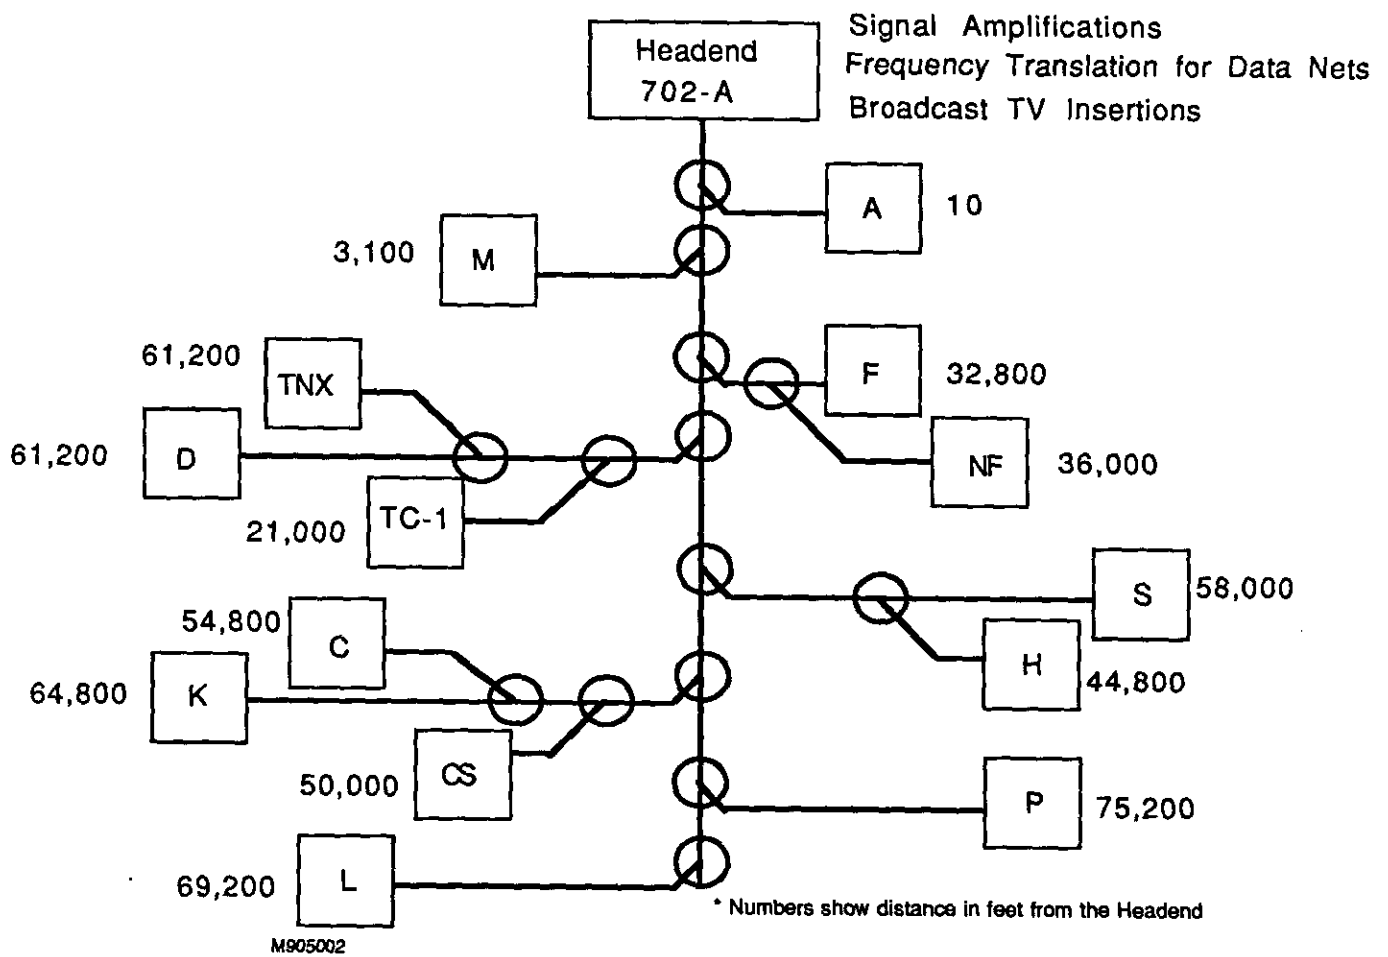 Headend
702-A
Signal Amplifications
Frequency Translation for Data Nets
Broadcast TV Insertions
A
10
3,100
M
61,200
TNX
F
32,800
61,200
D
NF
36,000
21,000
TC-1
S
58,000
54,800
C
H
44,800
64,800
K
50,000
CS
P
75,200
69,200
L
* Numbers show distance in feet from the Headend
M905002